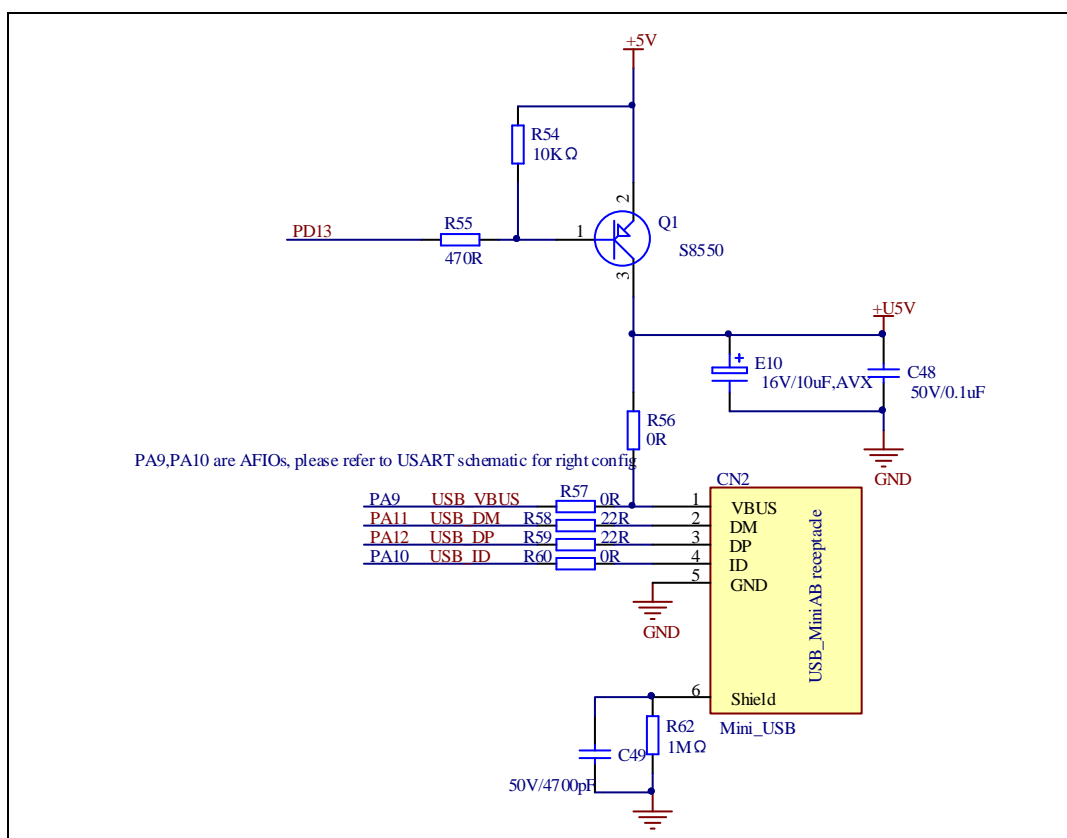 +5V
R54
10KΩ
2
Q1
PD13
R55
1
S8550
470R
3
+U5V
E10
16V/10uF,AVX
C48
50V/0.1uF
R56
0R
PA9,PA10 are AFIOs, please refer to USART schematic for right config
GND
CN2
PA9 USB_VBUS R57 0R 1 VBUS
PA11 USB_DM R58 22R 2 DM
PA12 USB_DP R59 22R 3 DP
PA10 USB_ID R60 0R 4 ID
5 GND
USB_MiniAB receptacle
GND
6 Shield
Mini_USB
R62
1MΩ
C49
50V/4700pF